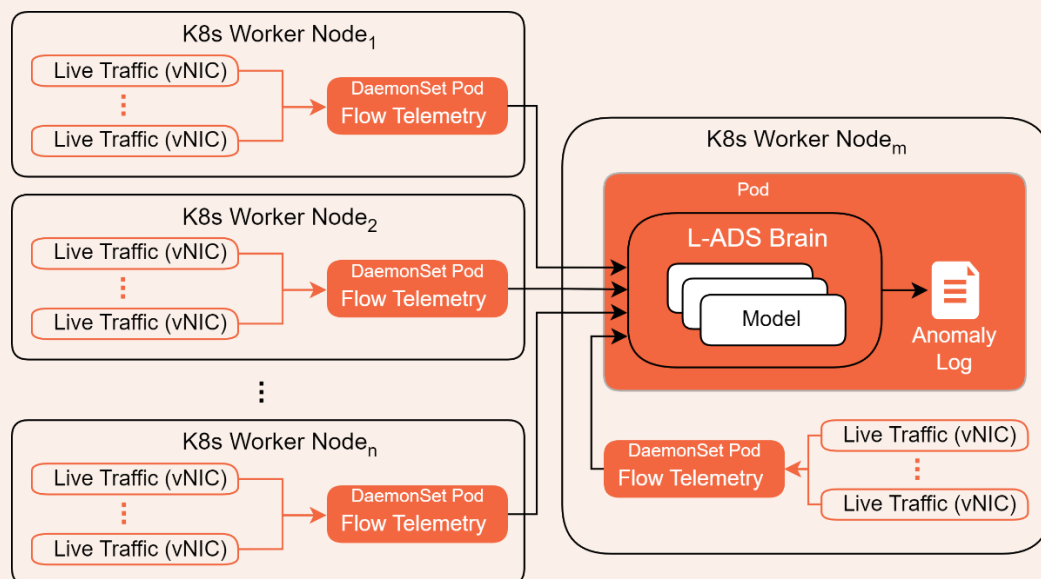 K8s Worker Node1
Live Traffic (vNIC)
Live Traffic (vNIC)
DaemonSet Pod
Flow Telemetry
K8s Worker Node2
Live Traffic (vNIC)
Live Traffic (vNIC)
DaemonSet Pod
Flow Telemetry
K8s Worker Noden
Live Traffic (vNIC)
Live Traffic (vNIC)
DaemonSet Pod
Flow Telemetry
K8s Worker Nodem
Pod
L-ADS Brain
Model
Anomaly
Log
DaemonSet Pod
Flow Telemetry
Live Traffic (vNIC)
Live Traffic (vNIC)